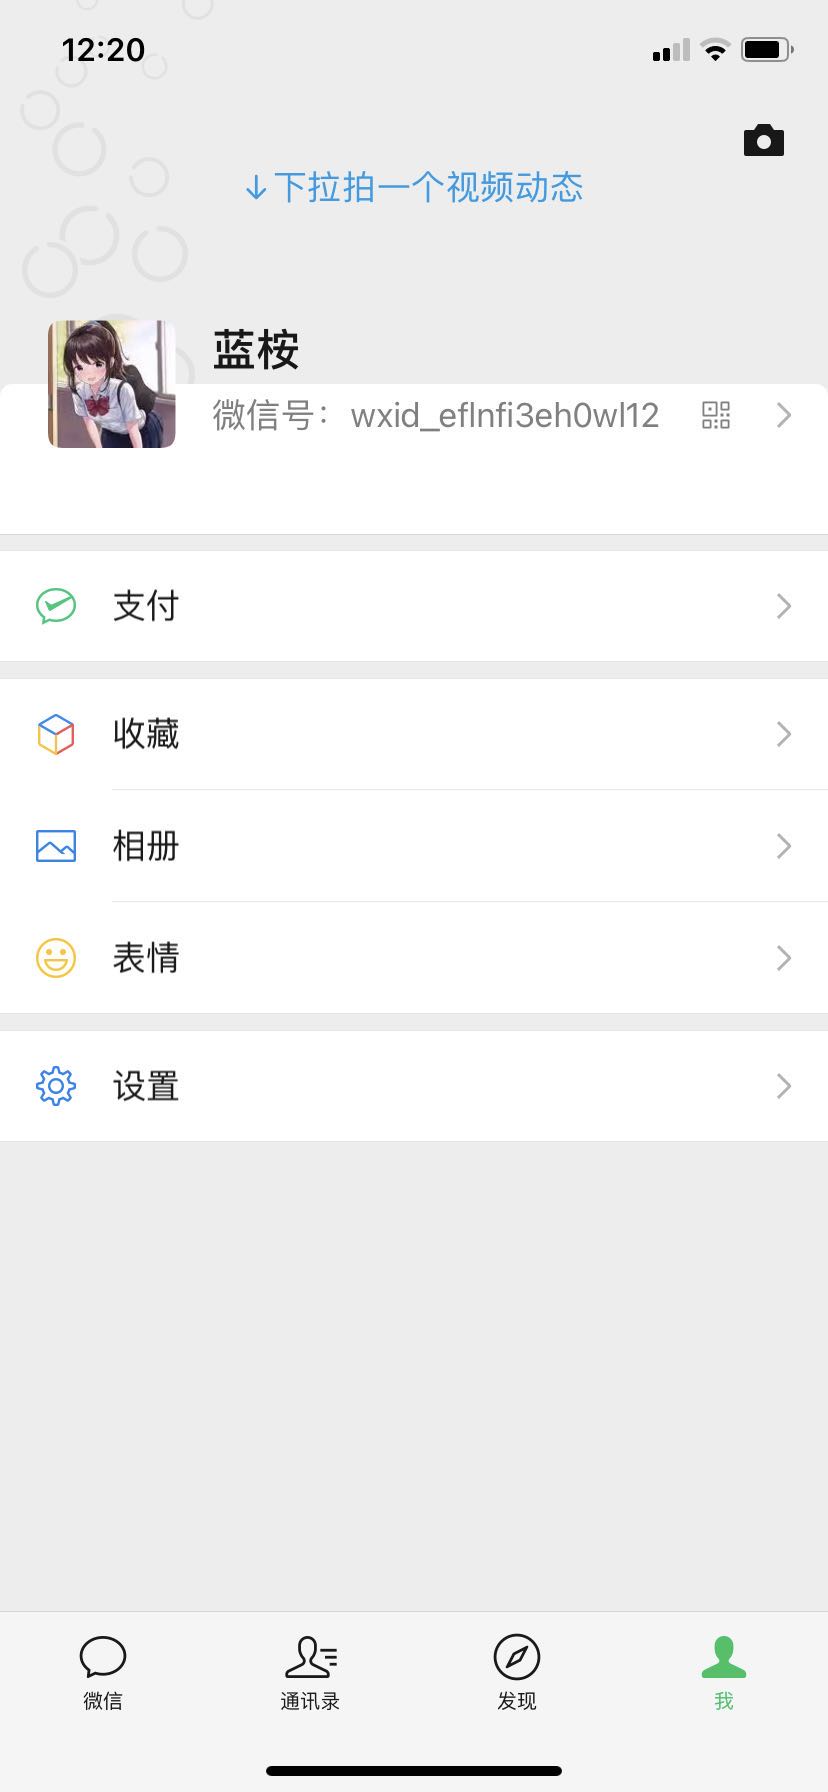 12:20
↓下拉拍一个视频动态
蓝桉
微信号：wxid_eflnfi3eh0wl12
支付
收藏
相册
表情
设置
微信 通讯录 发现 我